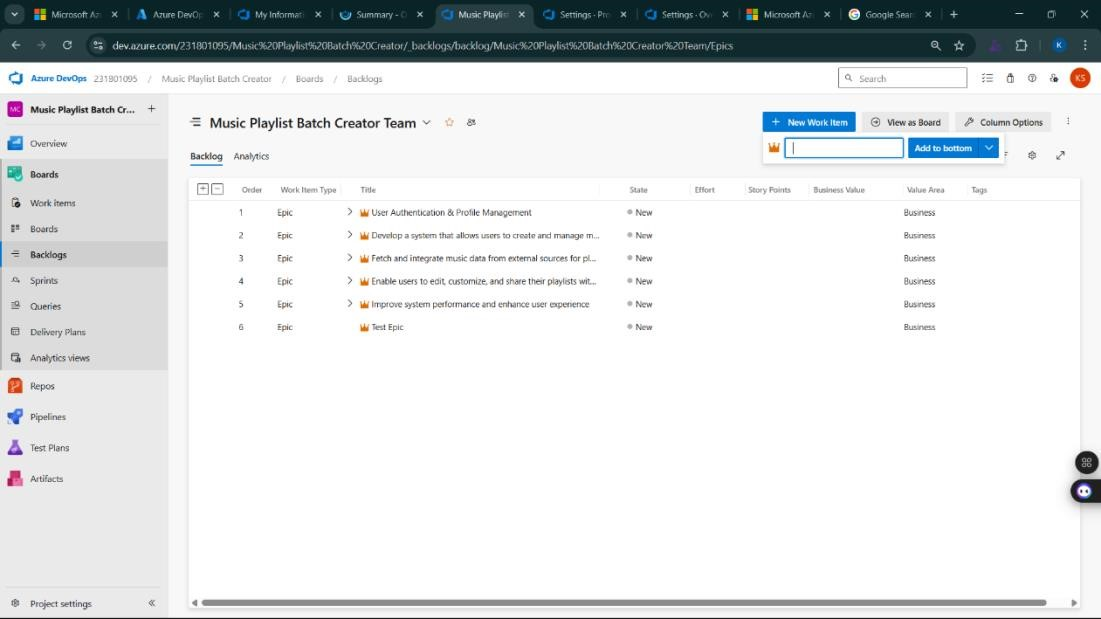 Microsoft Azu
Azure DevOp
My Informati
Summary - O
Music Playlist
Settings · Pro
Settings · Ov
Microsoft Az
Google Sear
dev.azure.com/231801095/Music%20Playlist%20Batch%20Creator/_backlogs/backlog/Music%20Playlist%20Batch%20Creator%20Team/Epics
K
Azure DevOps 231801095 / Music Playlist Batch Creator / Boards / Backlogs
Search
KS
MC Music Playlist Batch Cr... +
Music Playlist Batch Creator Team
+ New Work Item
View as Board
Column Options
Add to bottom
Backlog Analytics
Overview
Boards
Work items
Boards
Backlogs
Sprints
Queries
Delivery Plans
Analytics views
Repos
Pipelines
Test Plans
Artifacts
Project settings
Order Work Item Type Title State Effort Story Points Business Value Value Area Tags
1 Epic User Authentication & Profile Management New Business
2 Epic Develop a system that allows users to create and manage m... New Business
3 Epic Fetch and integrate music data from external sources for pl... New Business
4 Epic Enable users to edit, customize, and share their playlists wit... New Business
5 Epic Improve system performance and enhance user experience New Business
6 Epic Test Epic New Business